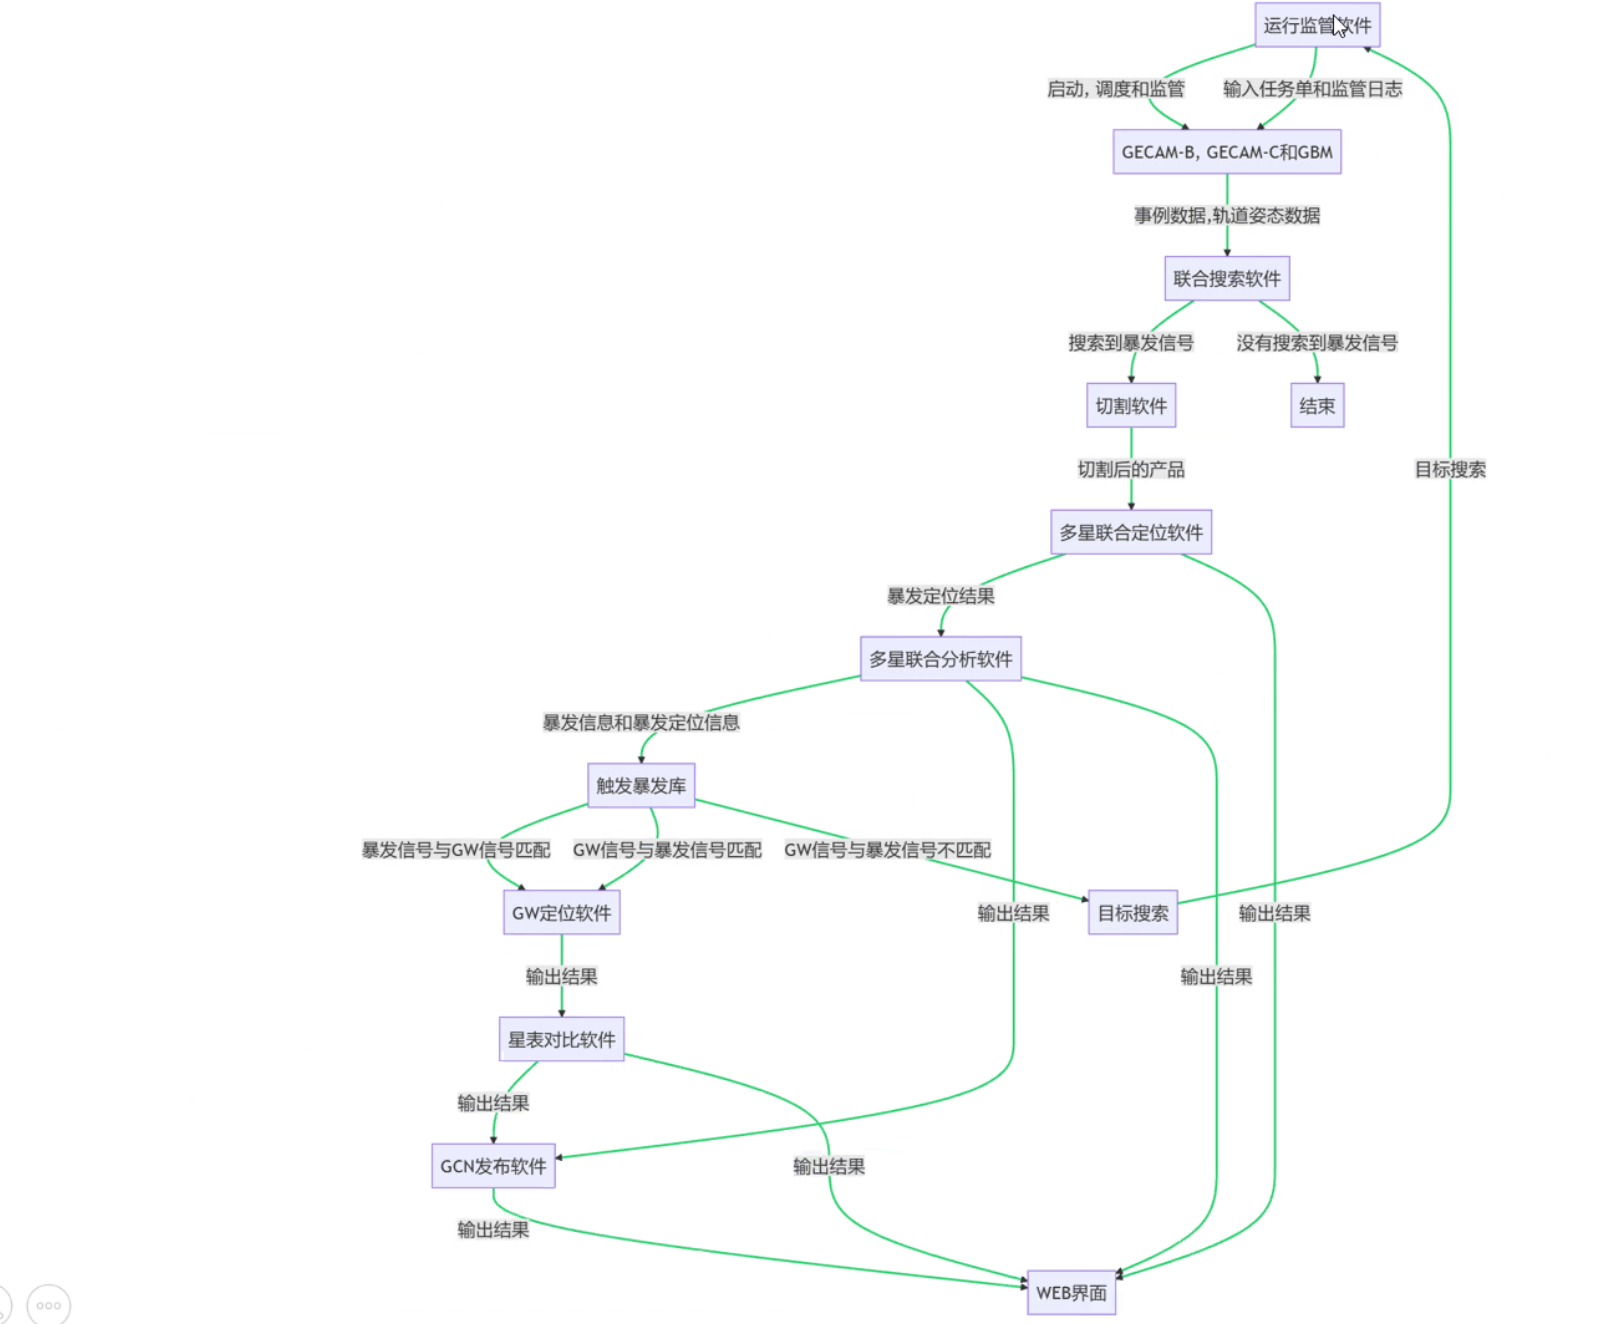 运行监管软件
启动, 调度和监管
输入任务单和监管日志
GECAM-B, GECAM-C和GBM
事例数据,轨道姿态数据
联合搜索软件
搜索到暴发信号
没有搜索到暴发信号
切割软件
结束
切割后的产品
目标搜索
多星联合定位软件
暴发定位结果
多星联合分析软件
暴发信息和暴发定位信息
触发暴发库
暴发信号与GW信号匹配
GW信号与暴发信号匹配
GW信号与暴发信号不匹配
GW定位软件
输出结果
目标搜索
输出结果
输出结果
输出结果
星表对比软件
输出结果
GCN发布软件
输出结果
输出结果
WEB界面